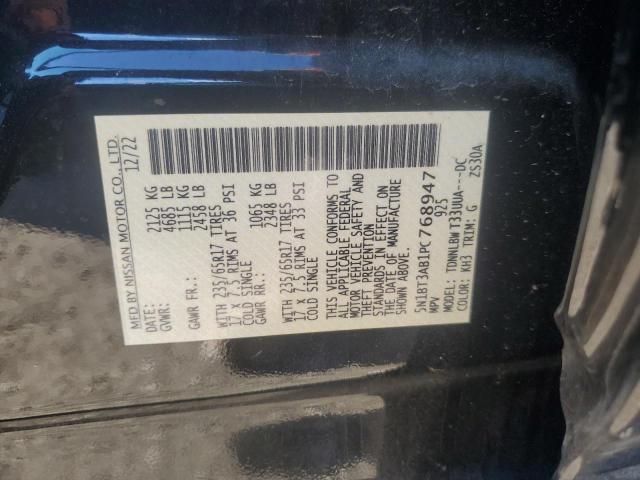 MFD BY NISSAN MOTOR CO., LTD.
DATE: 12/22
GVWR: 2125 KG
4685 LB
GAWR FR.: 1115 KG
2458 LB
WITH 235/65R17 TIRES
17 x 7.5 RIMS AT 36 PSI
COLD SINGLE
GAWR RR.: 1065 KG
2348 LB
WITH 235/65R17 TIRES
17 X 7.5 RIMS AT 33 PSI
COLD SINGLE
THIS VEHICLE CONFORMS TO
ALL APPLICABLE FEDERAL
MOTOR VEHICLE SAFETY AND
THEFT PREVENTION
STANDARDS IN EFFECT ON
THE DATE OF MANUFACTURE
SHOWN ABOVE.
5N1BT3AB1PC768947
MPV 925
MODEL: TDNNLBW T33UUA---DC
COLOR: KH3 TRIM: G ZS30A